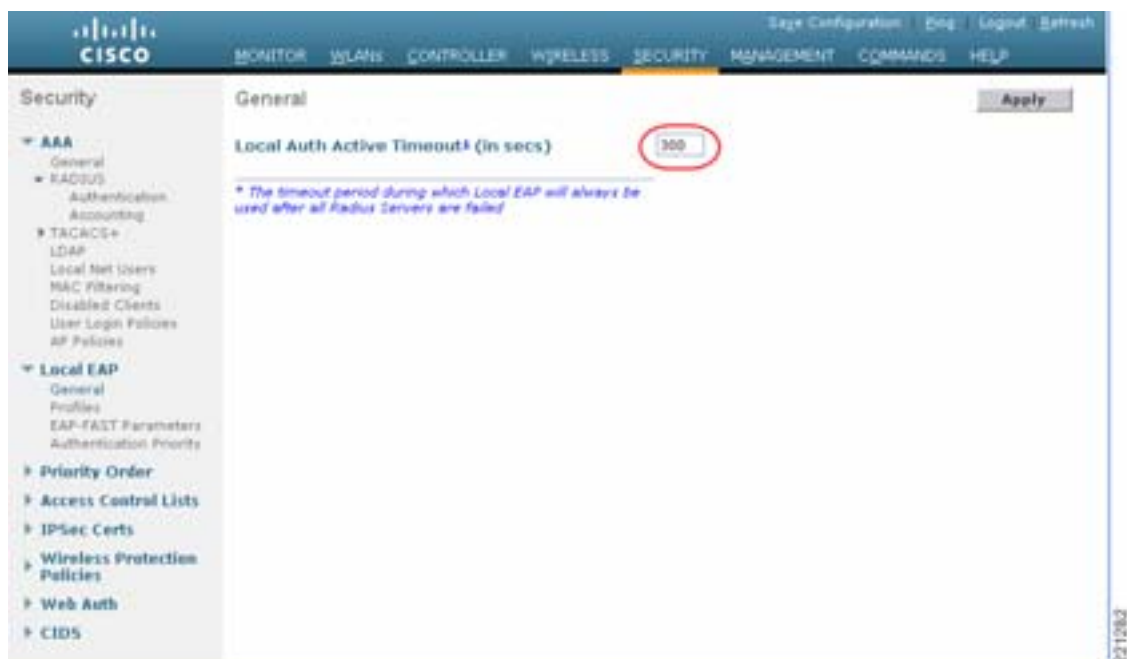 Save Configuration Ping Logout Refresh
CISCO
MONITOR WLANs CONTROLLER WIRELESS SECURITY MANAGEMENT COMMANDS HELP
Security
General
Apply
AAA
General
RADIUS
Authentication
Accounting
TACACS+
LDAP
Local Net Users
MAC Filtering
Disabled Clients
User Login Policies
AP Policies
Local EAP
General
Profiles
EAP-FAST Parameters
Authentication Priority
Priority Order
Access Control Lists
IPSec Certs
Wireless Protection
Policies
Web Auth
CIDS
Local Auth Active Timeout* (in secs) 300
* The timeout period during which Local EAP will always be
used after all Radius Servers are failed
221282